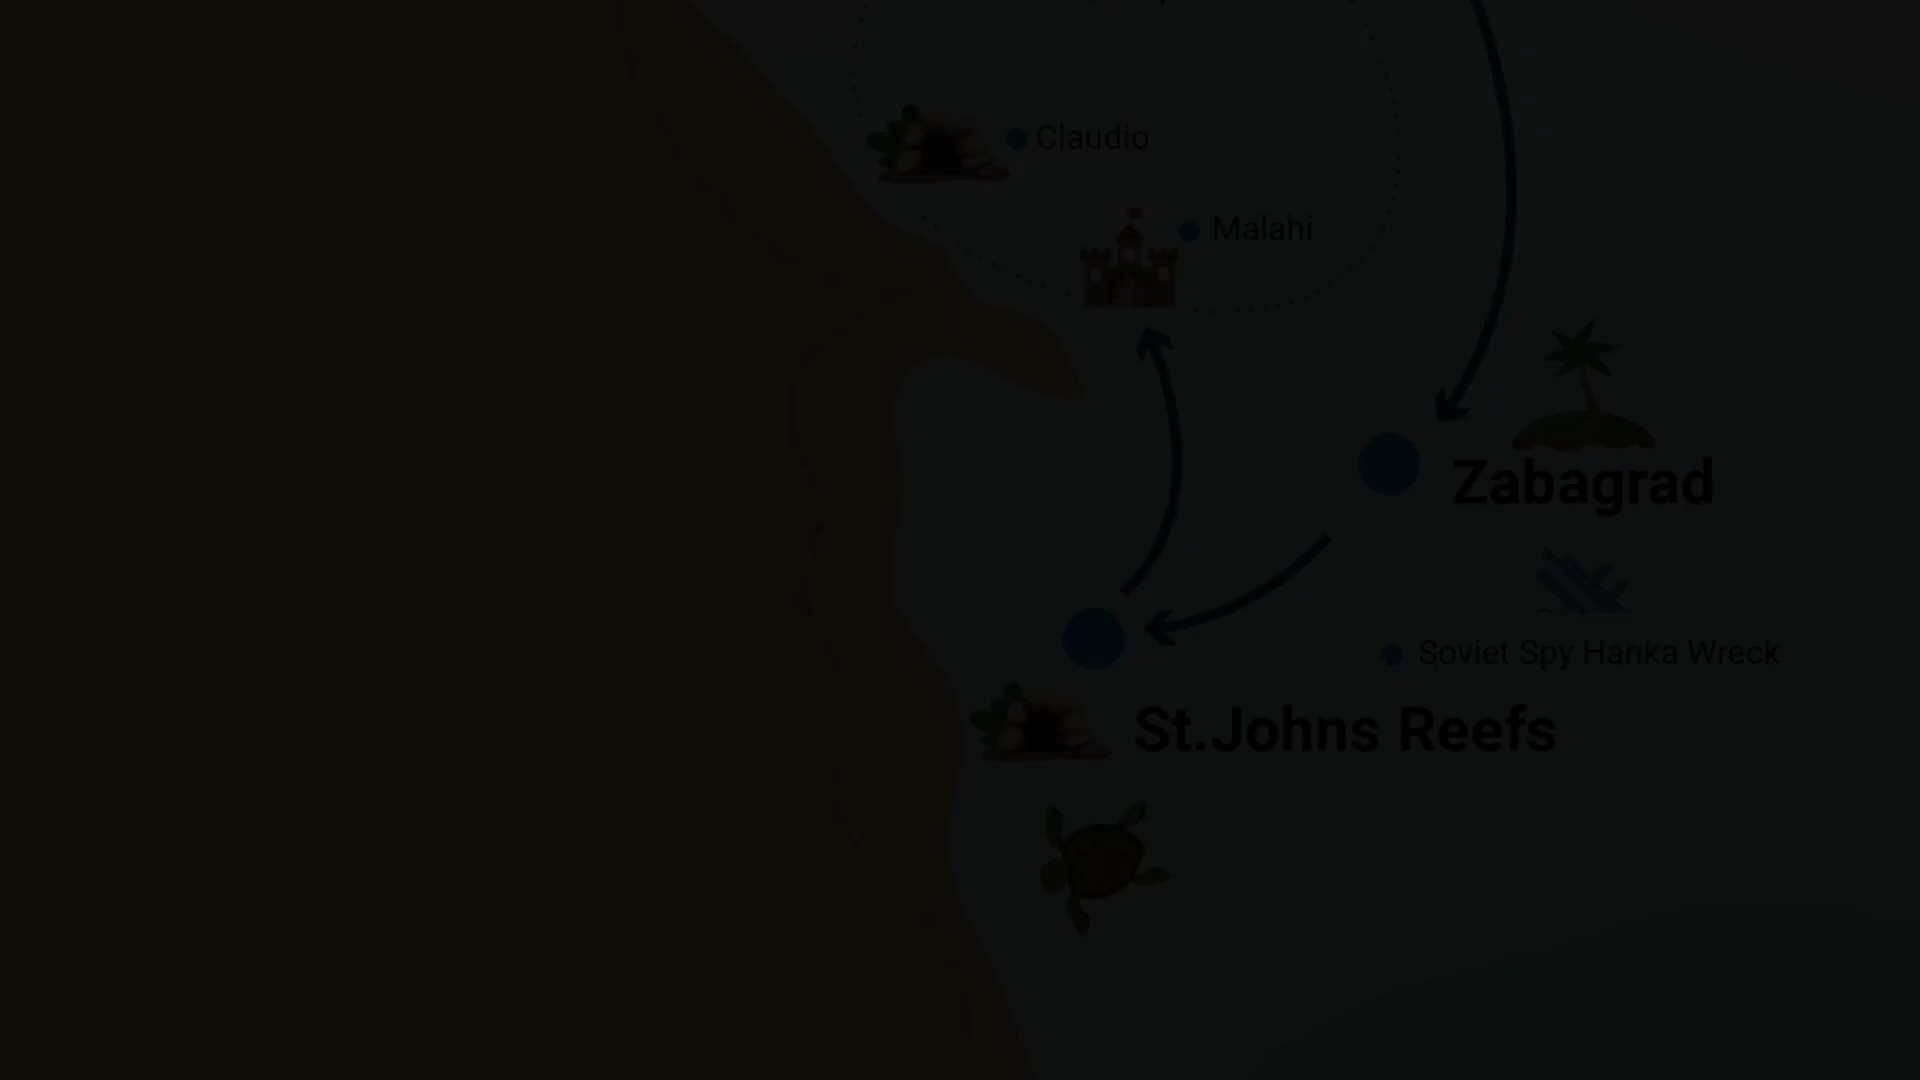 Claudio
Malahi
Zabagrad
Soviet Spy Hanka Wreck
St.Johns Reefs